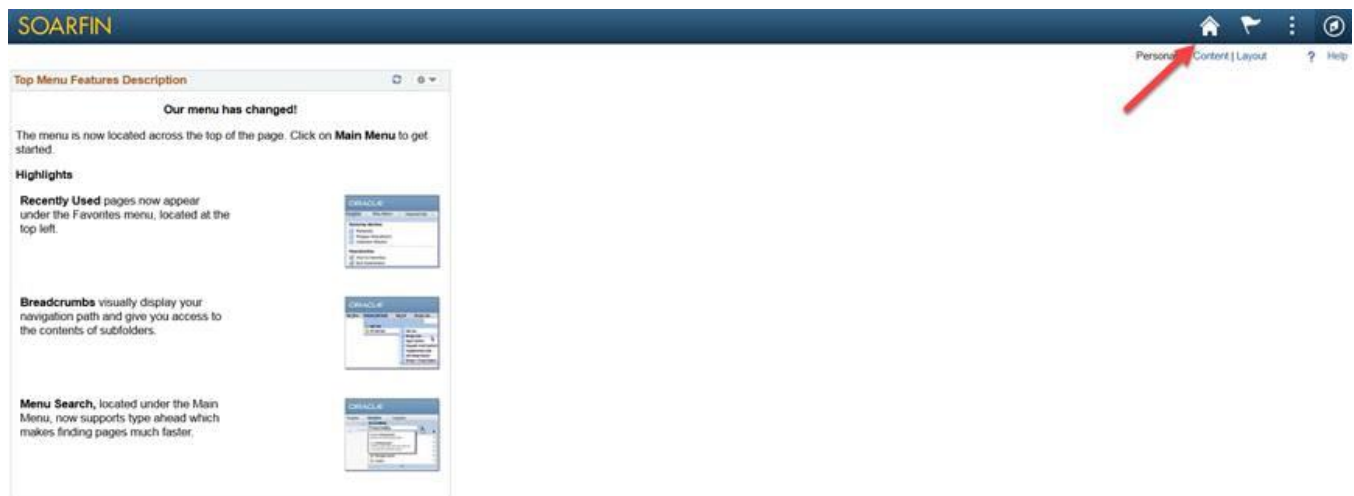 SOARFIN
Content | Layout
? Help
Top Menu Features Description
Our menu has changed!
The menu is now located across the top of the page. Click on Main Menu to get
started.
Highlights
Recently Used pages now appear
under the Favorites menu, located at the
top left.
ORACLE
Breadcrumbs visually display your
navigation path and give you access to
the contents of subfolders.
ORACLE
Menu Search, located under the Main
Menu, now supports type ahead which
makes finding pages much faster.
ORACLE